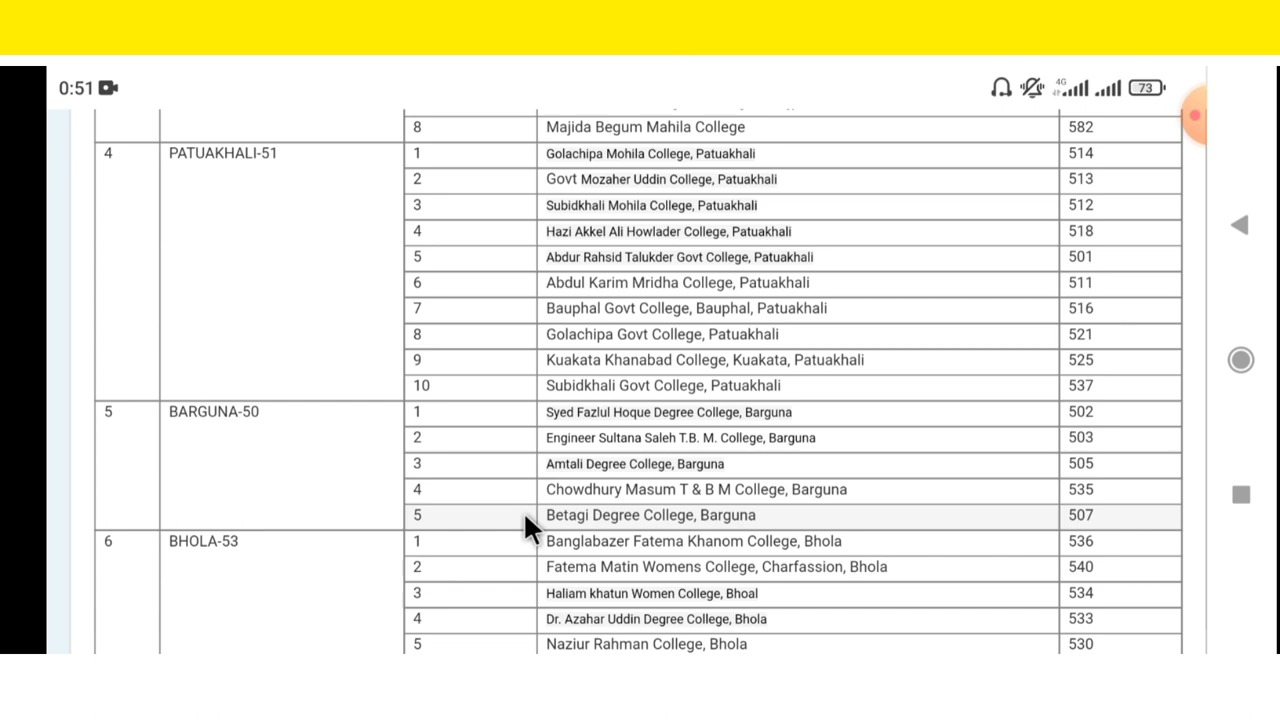 0:51 4G 73
8 Majida Begum Mahila College 582
4 PATUAKHALI-51 1 Golachipa Mohila College, Patuakhali 514
2 Govt Mozaher Uddin College, Patuakhali 513
3 Subidkhali Mohila College, Patuakhali 512
4 Hazi Akkel Ali Howlader College, Patuakhali 518
5 Abdur Rahsid Talukder Govt College, Patuakhali 501
6 Abdul Karim Mridha College, Patuakhali 511
7 Bauphal Govt College, Bauphal, Patuakhali 516
8 Golachipa Govt College, Patuakhali 521
9 Kuakata Khanabad College, Kuakata, Patuakhali 525
10 Subidkhali Govt College, Patuakhali 537
5 BARGUNA-50 1 Syed Fazlul Hoque Degree College, Barguna 502
2 Engineer Sultana Saleh T.B. M. College, Barguna 503
3 Amtali Degree College, Barguna 505
4 Chowdhury Masum T & B M College, Barguna 535
5 Betagi Degree College, Barguna 507
6 BHOLA-53 1 Banglabazer Fatema Khanom College, Bhola 536
2 Fatema Matin Womens College, Charfassion, Bhola 540
3 Haliam khatun Women College, Bhoal 534
4 Dr. Azahar Uddin Degree College, Bhola 533
5 Naziur Rahman College, Bhola 530